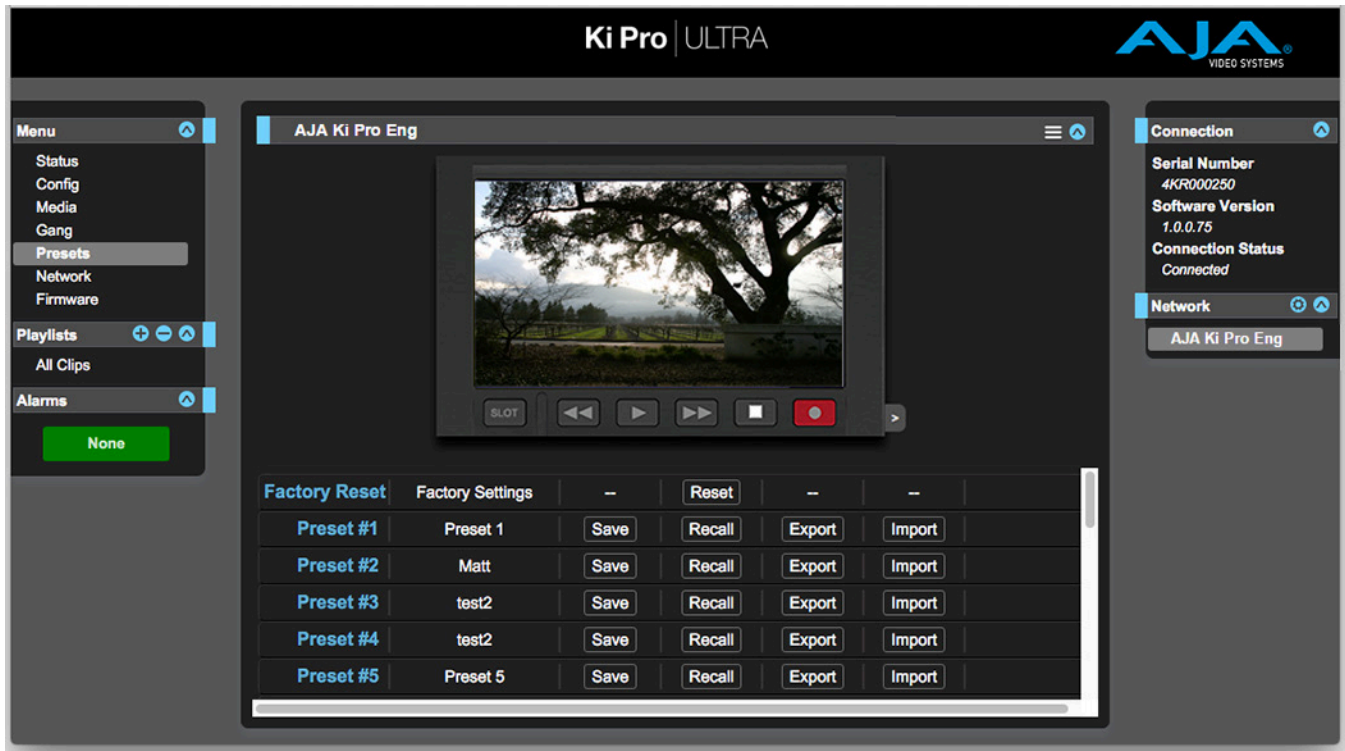 Ki Pro | ULTRA
AJA®
VIDEO SYSTEMS
Menu
Status
Config
Media
Gang
Presets
Network
Firmware
Playlists
All Clips
Alarms
None
AJA Ki Pro Eng
SLOT
>
Factory Reset Factory Settings -- Reset -- --
Preset #1 Preset 1 Save Recall Export Import
Preset #2 Matt Save Recall Export Import
Preset #3 test2 Save Recall Export Import
Preset #4 test2 Save Recall Export Import
Preset #5 Preset 5 Save Recall Export Import
Connection
Serial Number
4KR000250
Software Version
1.0.0.75
Connection Status
Connected
Network
AJA Ki Pro Eng